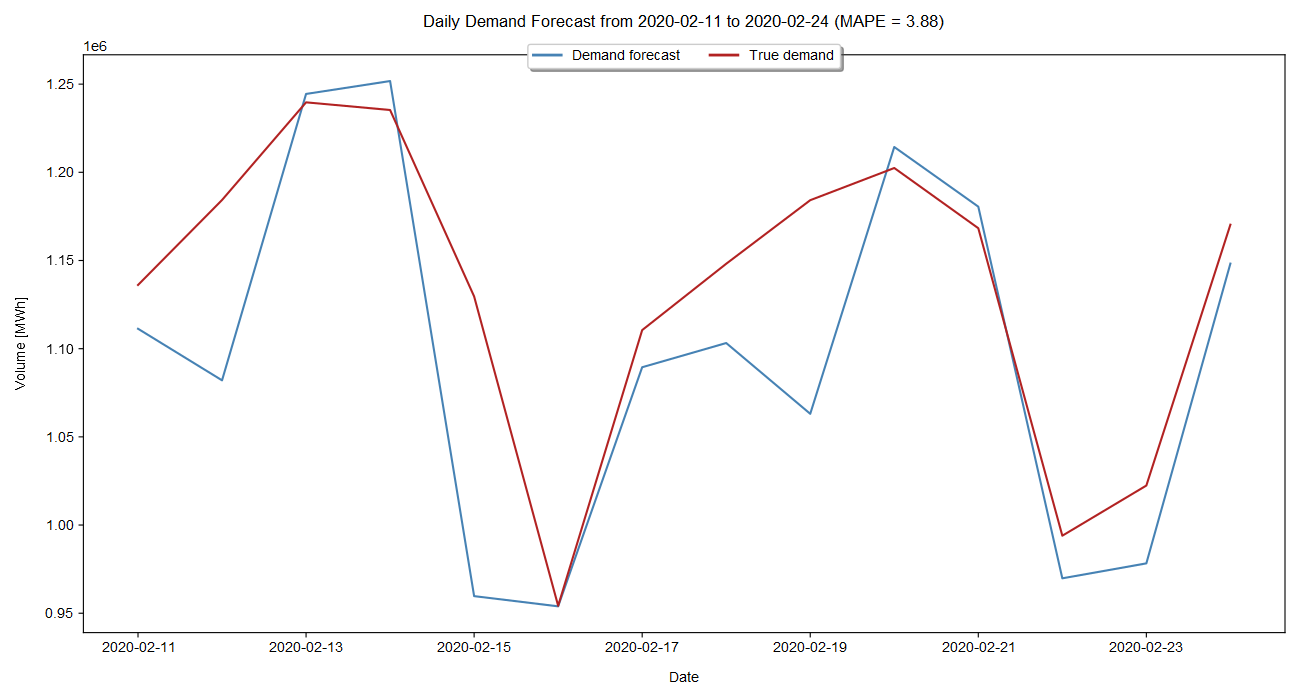 Daily Demand Forecast from 2020-02-11 to 2020-02-24 (MAPE = 3.88)
1e6
Demand forecast
True demand
1.25
1.20
1.15
1.10
1.05
1.00
0.95
Volume [MWh]
2020-02-11
2020-02-13
2020-02-15
2020-02-17
2020-02-19
2020-02-21
2020-02-23
Date